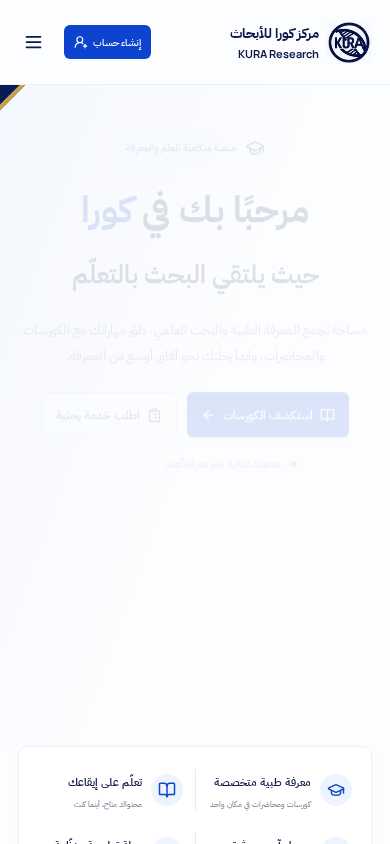 مركز كورا للأبحاث
KURA Research
إنشاء حساب
KURA
منصة متكاملة للعلم والمعرفة
مرحبًا بك في كورا
حيث يلتقي البحث بالتعلّم
مساحة تجمع المعرفة الطبية والبحث العلمي، طوّر مهاراتك مع الكورسات
والمحاضرات، وابدأ رحلتك نحو آفاق أوسع من المعرفة.
استكشف الكورسات
اطلب خدمة بحثية
معرفة طبية متخصصة
كورسات ومحاضرات في مكان واحد
تعلّم على إيقاعك
محتواك متاح، أينما كنت